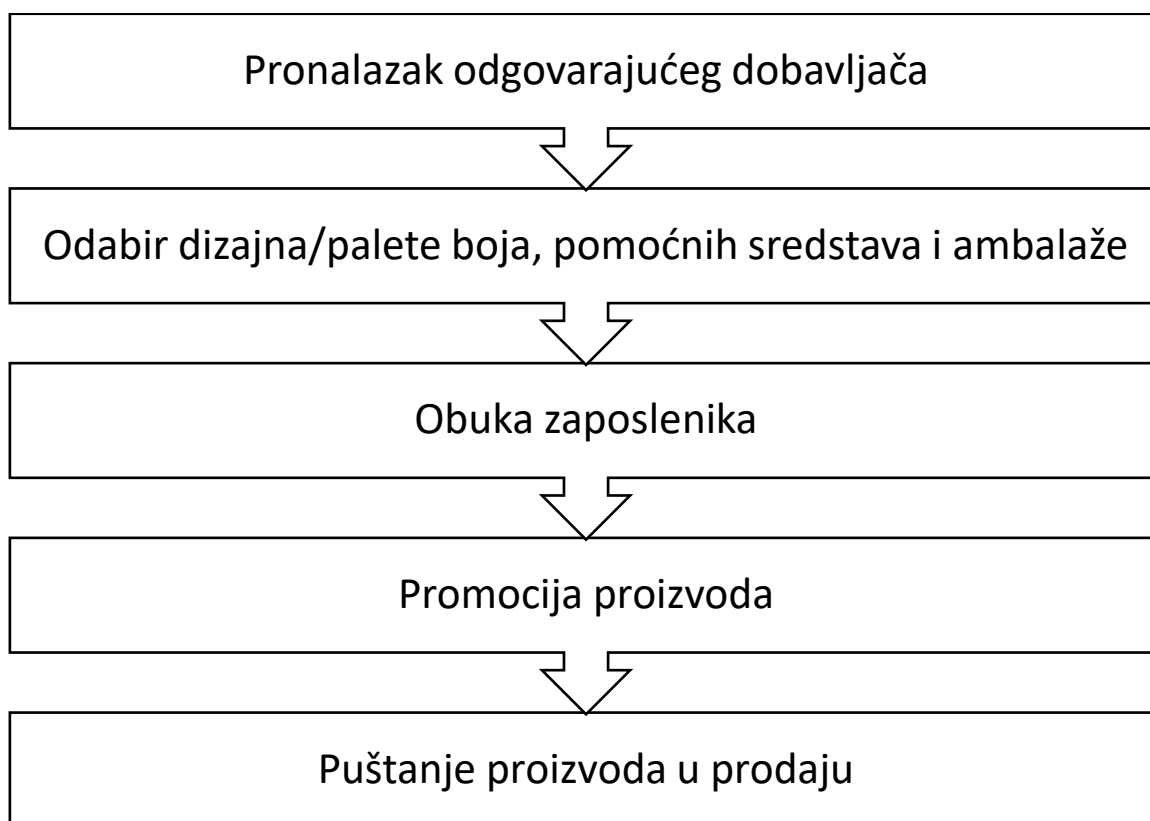 Pronalazak odgovarajućeg dobavljača
Odabir dizajna/palete boja, pomoćnih sredstava i ambalaže
Obuka zaposlenika
Promocija proizvoda
Puštanje proizvoda u prodaju